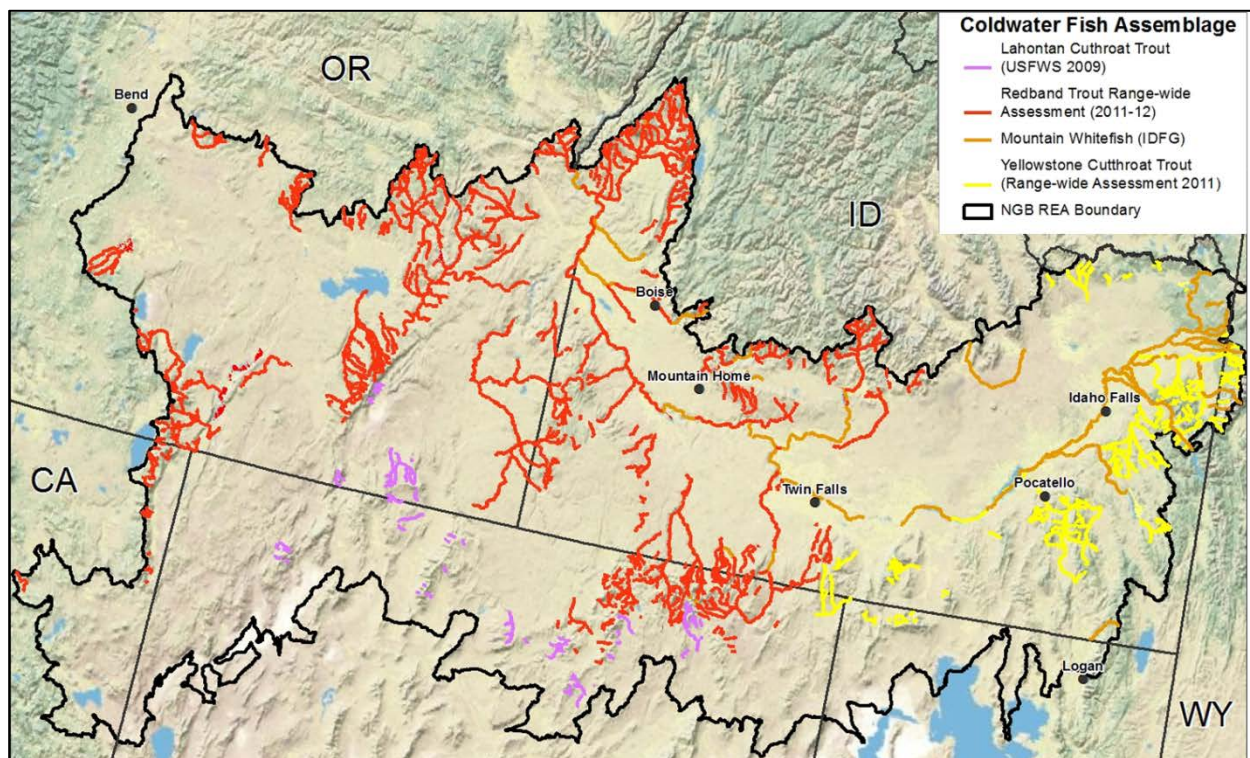 Coldwater Fish Assemblage
Lahontan Cuthroat Trout
(USFWS 2009)
Redband Trout Range-wide
Assessment (2011-12)
Mountain Whitefish (IDFG)
Yellowstone Cutthroat Trout
(Range-wide Assessment 2011)
NGB REA Boundary
OR
Bend
ID
Boise
Mountain Home
Idaho Falls
CA
Twin Falls
Pocatello
Logan
WY